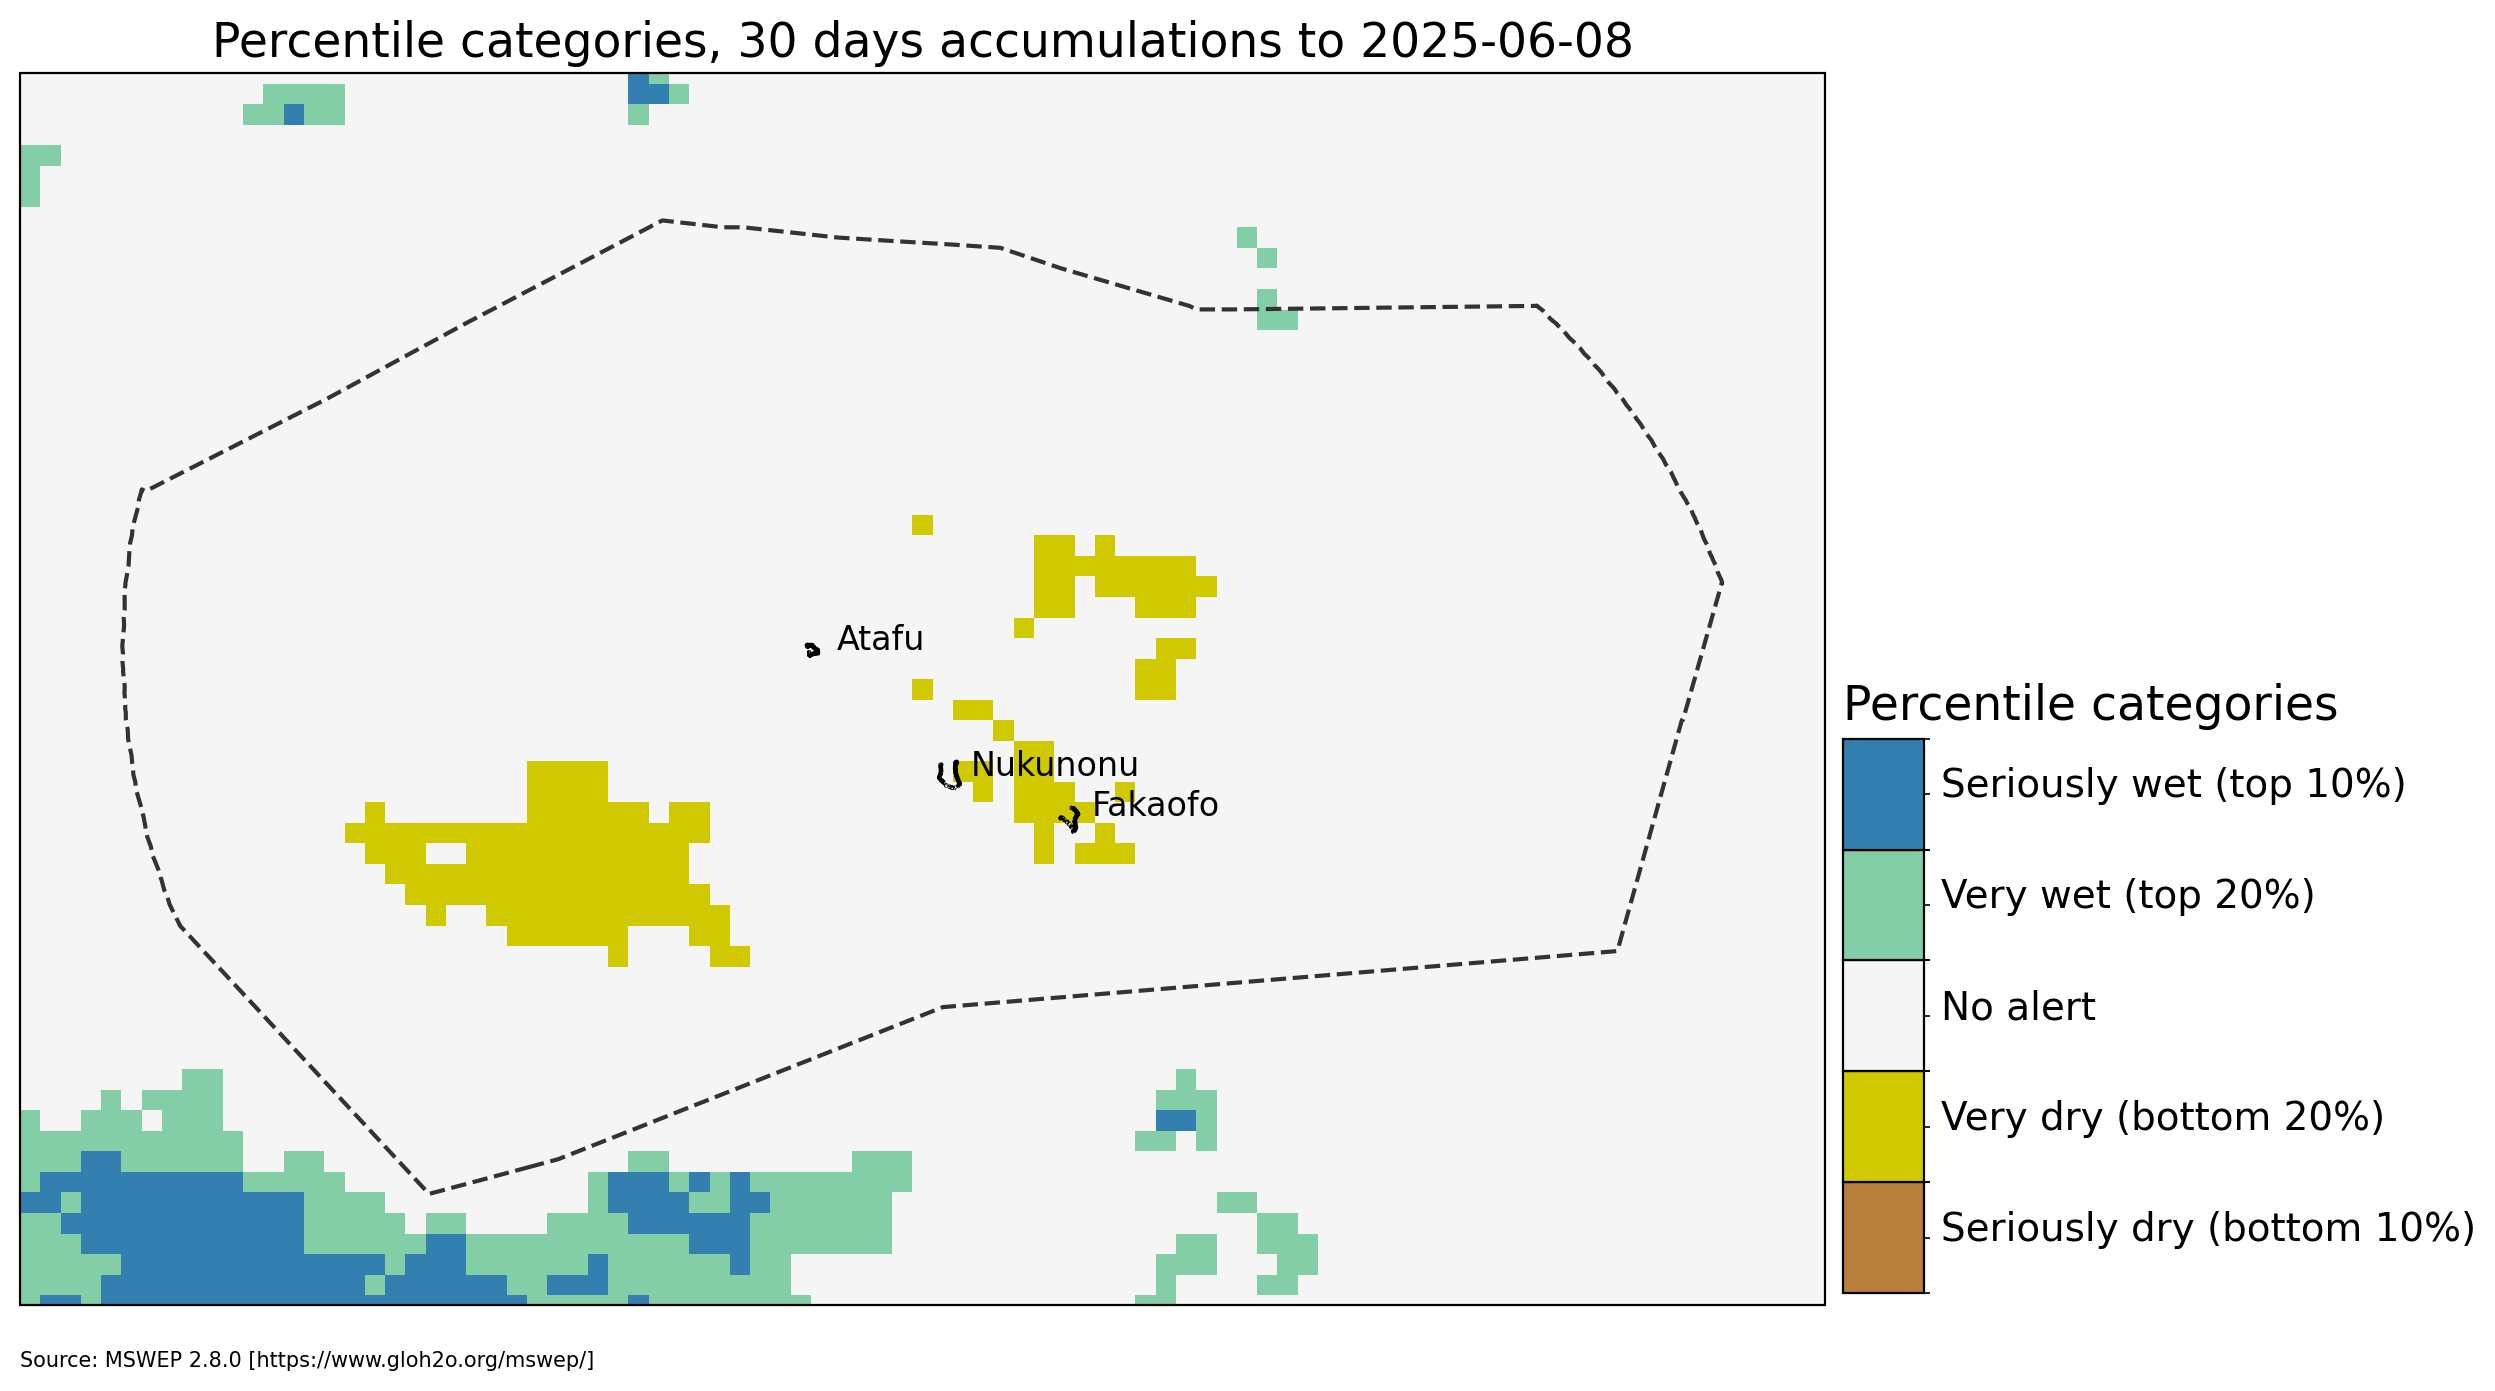 Percentile categories, 30 days accumulations to 2025-06-08
Atafu
Nukunonu
Fakaofo
Percentile categories
Seriously wet (top 10%)
Very wet (top 20%)
No alert
Very dry (bottom 20%)
Seriously dry (bottom 10%)
Source: MSWEP 2.8.0 [https://www.gloh2o.org/mswep/]